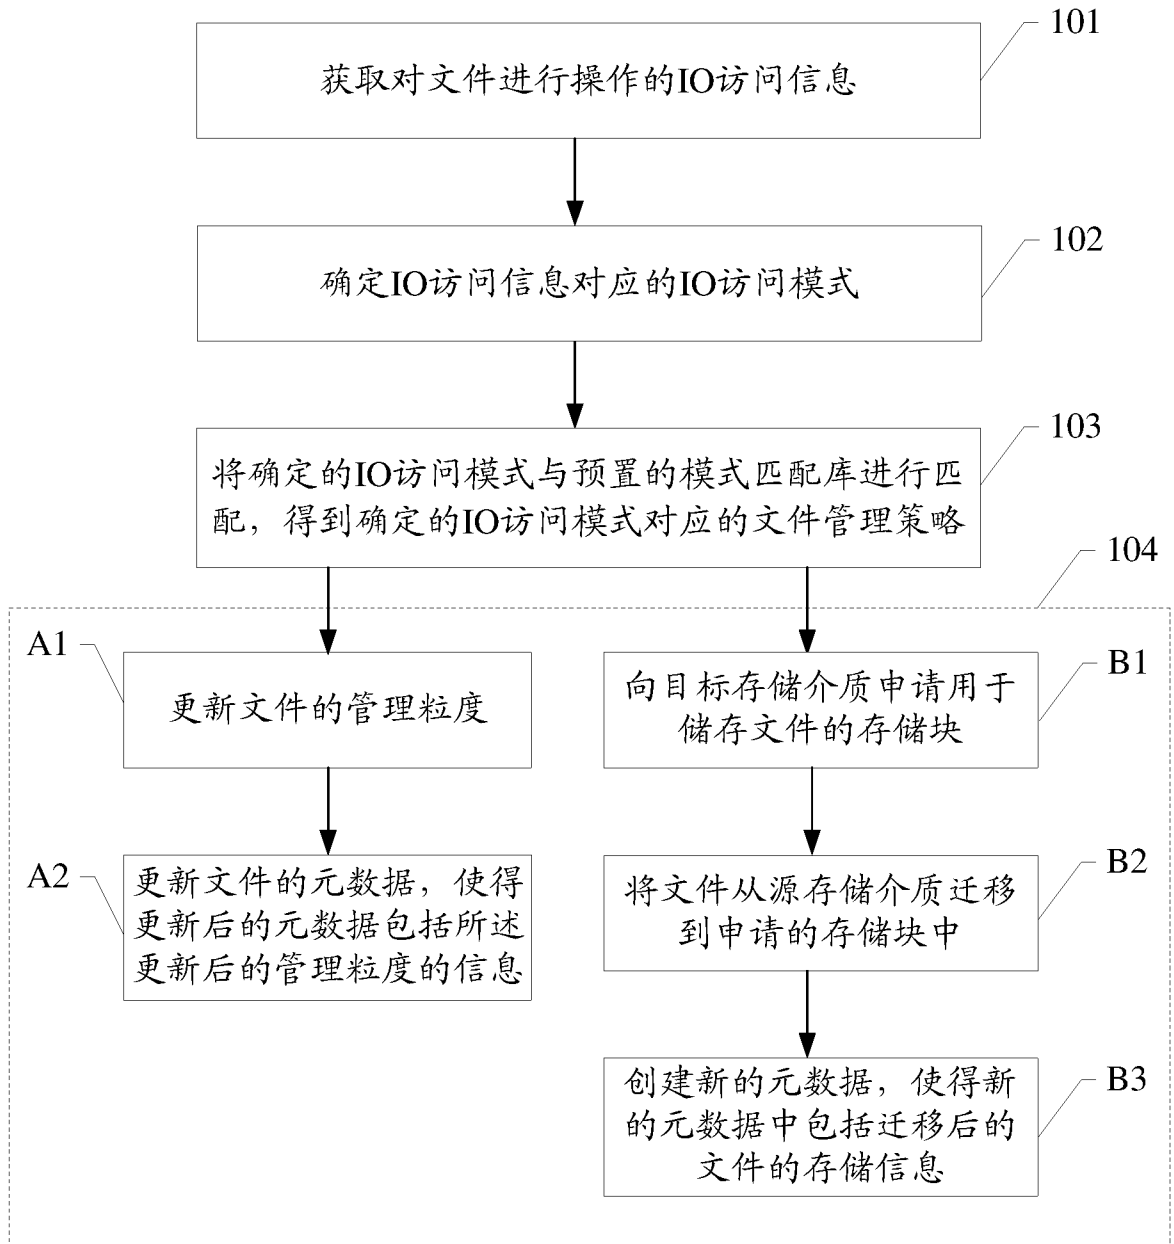 101
获取对文件进行操作的IO访问信息
102
确定IO访问信息对应的IO访问模式
103
将确定的IO访问模式与预置的模式匹配库进行匹
配，得到确定的IO访问模式对应的文件管理策略
104
A1
更新文件的管理粒度
A2
更新文件的元数据，使得
更新后的元数据包括所述
更新后的管理粒度的信息
B1
向目标存储介质申请用于
储存文件的存储块
B2
将文件从源存储介质迁移
到申请的存储块中
B3
创建新的元数据，使得新
的元数据中包括迁移后的
文件的存储信息